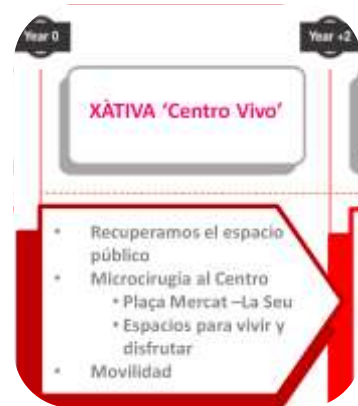 Year 0
Year +2
XÀTIVA ‘Centro Vivo’
• Recuperamos el espacio
público
• Microcirugía al Centro
• Plaça Mercat –La Seu
• Espacios para vivir y
disfrutar
• Movilidad